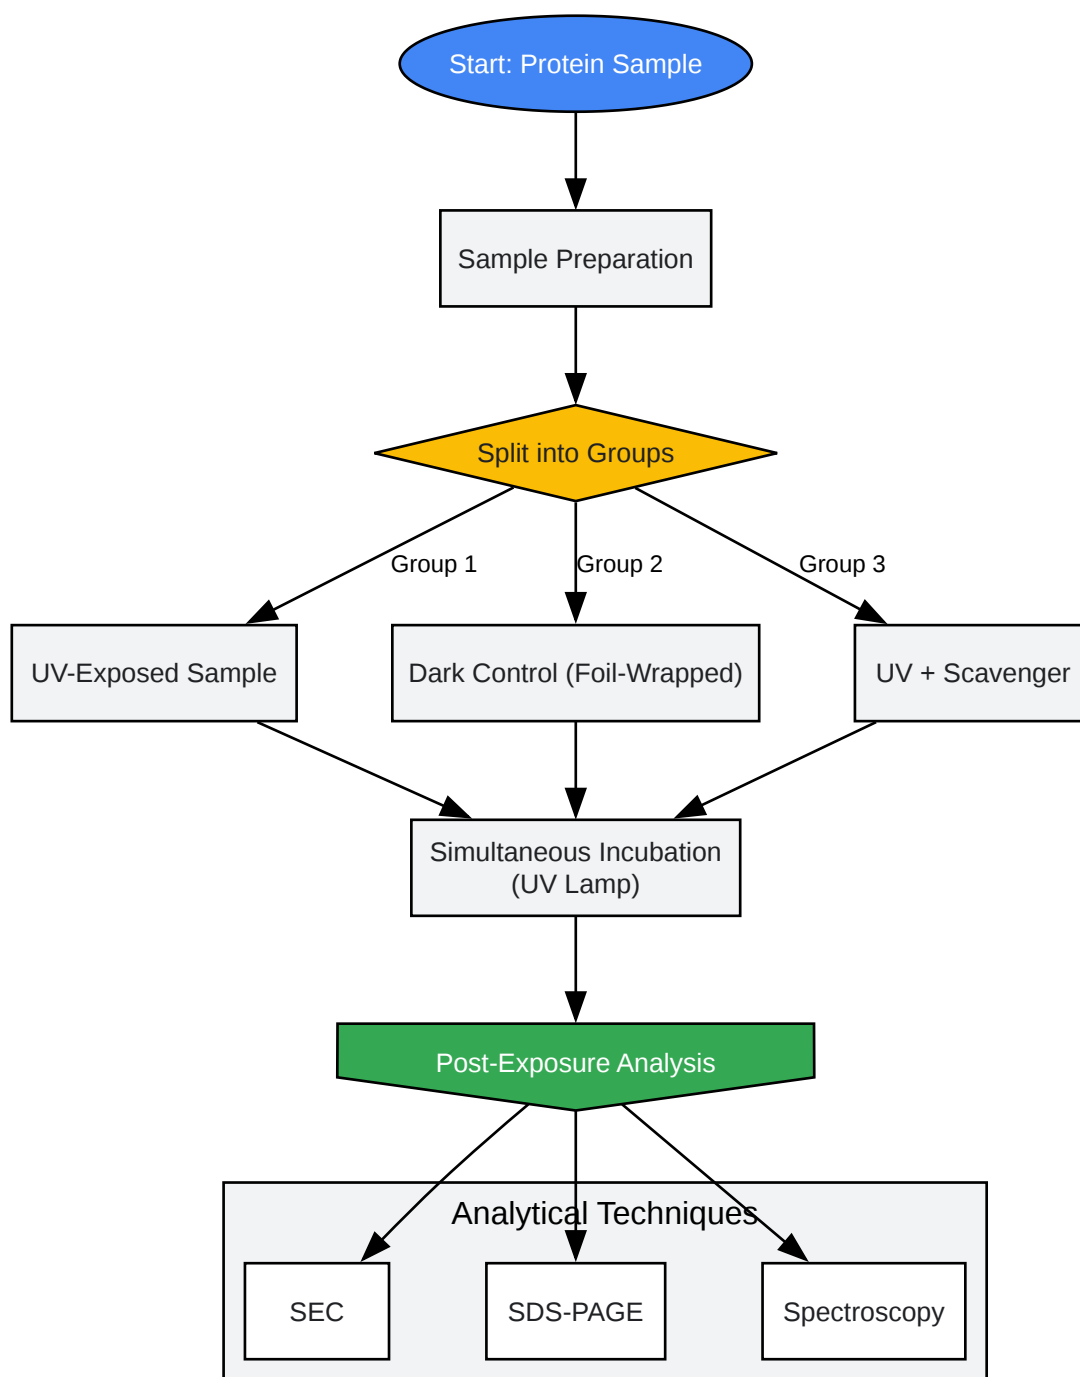 Start: Protein Sample
Sample Preparation
Split into Groups
Group 1
Group 2
Group 3
UV-Exposed Sample
Dark Control (Foil-Wrapped)
UV + Scavenger
Simultaneous Incubation
(UV Lamp)
Post-Exposure Analysis
Analytical Techniques
SEC
SDS-PAGE
Spectroscopy